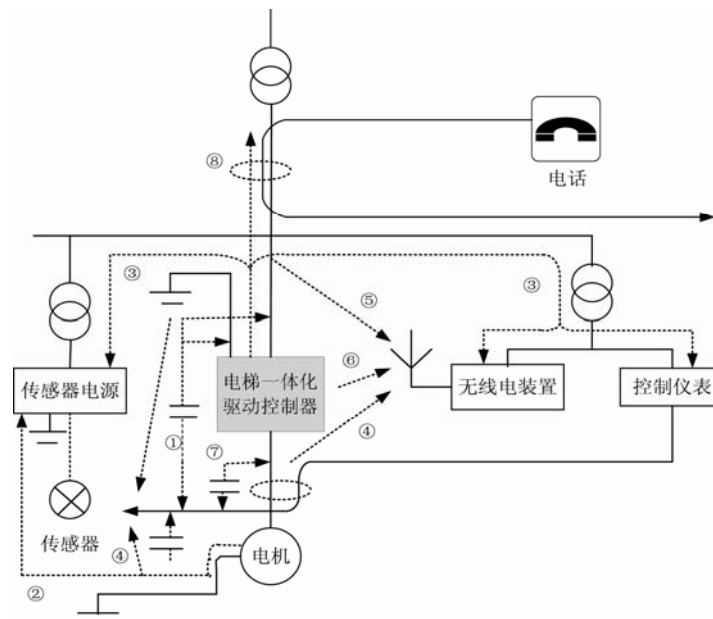 电话
⑧
③
⑤
③
⑥
传感器电源
电梯一体化
驱动控制器
无线电装置
控制仪表
①
⑦
④
传感器
④
电机
②